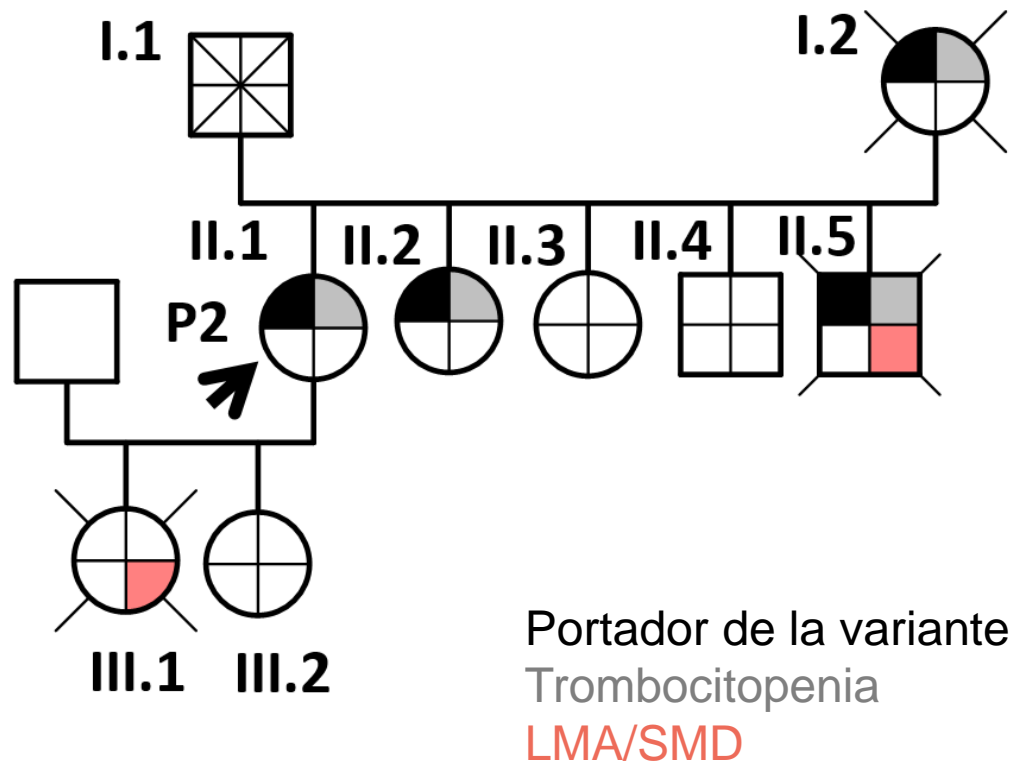 I.1
I.2
II.1
II.2
II.3
II.4
II.5
P2
III.1
III.2
Portador de la variante
Trombocitopenia
LMA/SMD